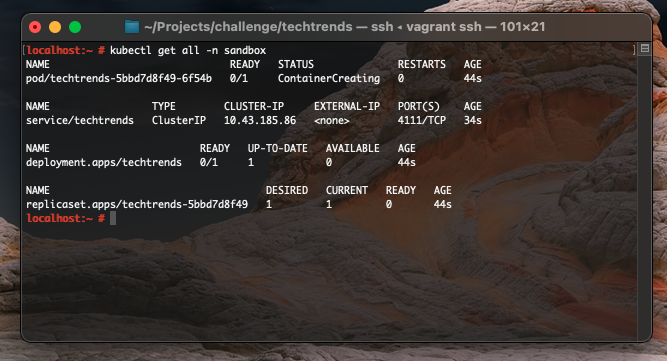 ~/Projects/challenge/techtrends — ssh ◂ vagrant ssh — 101×21
[localhost:~ # kubectl get all -n sandbox ]
NAME READY STATUS RESTARTS AGE
pod/techtrends-5bbd7d8f49-6f54b 0/1 ContainerCreating 0 44s
NAME TYPE CLUSTER-IP EXTERNAL-IP PORT(S) AGE
service/techtrends ClusterIP 10.43.185.86 <none> 4111/TCP 34s
NAME READY UP-TO-DATE AVAILABLE AGE
deployment.apps/techtrends 0/1 1 0 44s
NAME DESIRED CURRENT READY AGE
replicaset.apps/techtrends-5bbd7d8f49 1 1 0 44s
localhost:~ #